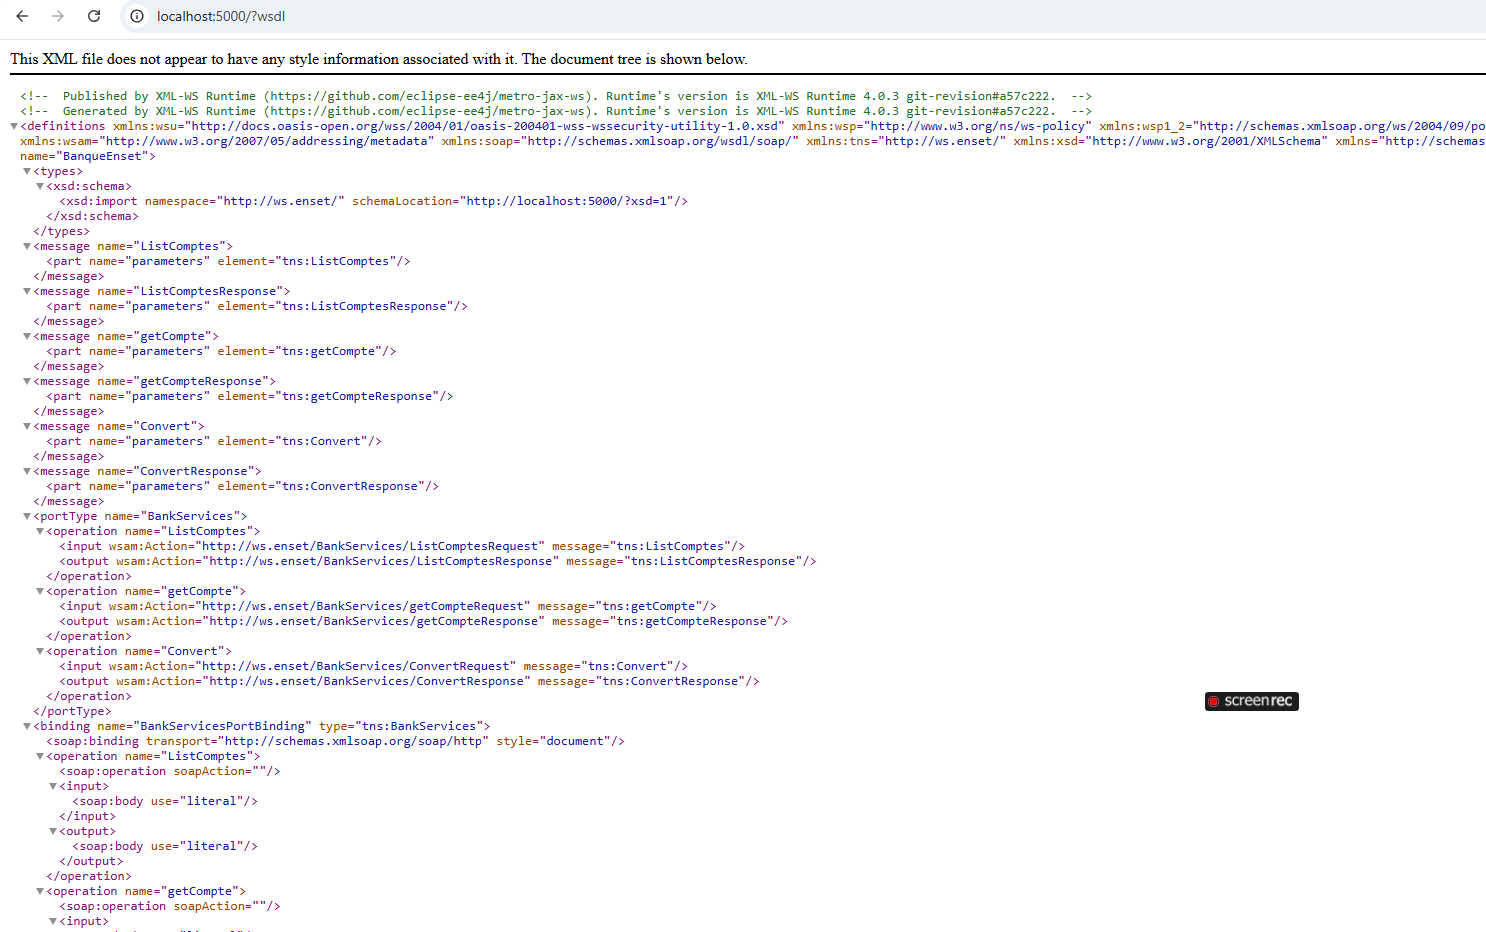 localhost:5000/?wsdl
This XML file does not appear to have any style information associated with it. The document tree is shown below.
<!-- Published by XML-WS Runtime (https://github.com/eclipse-ee4j/metro-jax-ws). Runtime's version is XML-WS Runtime 4.0.3 git-revision#a57c222. -->
<!-- Generated by XML-WS Runtime (https://github.com/eclipse-ee4j/metro-jax-ws). Runtime's version is XML-WS Runtime 4.0.3 git-revision#a57c222. -->
▼<definitions xmlns:wsu="http://docs.oasis-open.org/wss/2004/01/oasis-200401-wss-wssecurity-utility-1.0.xsd" xmlns:wsp="http://www.w3.org/ns/ws-policy" xmlns:wsp1_2="http://schemas.xmlsoap.org/ws/2004/09/po
xmlns:wsam="http://www.w3.org/2007/05/addressing/metadata" xmlns:soap="http://schemas.xmlsoap.org/wsdl/soap/" xmlns:tns="http://ws.enset/" xmlns:xsd="http://www.w3.org/2001/XMLSchema" xmlns="http://schemas
name="BanqueEnset">
▼<types>
▼<xsd:schema>
<xsd:import namespace="http://ws.enset/" schemaLocation="http://localhost:5000/?xsd=1"/>
</xsd:schema>
</types>
▼<message name="ListComptes">
<part name="parameters" element="tns:ListComptes"/>
</message>
▼<message name="ListComptesResponse">
<part name="parameters" element="tns:ListComptesResponse"/>
</message>
▼<message name="getCompte">
<part name="parameters" element="tns:getCompte"/>
</message>
▼<message name="getCompteResponse">
<part name="parameters" element="tns:getCompteResponse"/>
</message>
▼<message name="Convert">
<part name="parameters" element="tns:Convert"/>
</message>
▼<message name="ConvertResponse">
<part name="parameters" element="tns:ConvertResponse"/>
</message>
▼<portType name="BankServices">
▼<operation name="ListComptes">
<input wsam:Action="http://ws.enset/BankServices/ListComptesRequest" message="tns:ListComptes"/>
<output wsam:Action="http://ws.enset/BankServices/ListComptesResponse" message="tns:ListComptesResponse"/>
</operation>
▼<operation name="getCompte">
<input wsam:Action="http://ws.enset/BankServices/getCompteRequest" message="tns:getCompte"/>
<output wsam:Action="http://ws.enset/BankServices/getCompteResponse" message="tns:getCompteResponse"/>
</operation>
▼<operation name="Convert">
<input wsam:Action="http://ws.enset/BankServices/ConvertRequest" message="tns:Convert"/>
<output wsam:Action="http://ws.enset/BankServices/ConvertResponse" message="tns:ConvertResponse"/>
</operation>
</portType>
▼<binding name="BankServicesPortBinding" type="tns:BankServices">
<soap:binding transport="http://schemas.xmlsoap.org/soap/http" style="document"/>
▼<operation name="ListComptes">
<soap:operation soapAction=""/>
▼<input>
<soap:body use="literal"/>
</input>
▼<output>
<soap:body use="literal"/>
</output>
</operation>
▼<operation name="getCompte">
<soap:operation soapAction=""/>
▼<input>
screenrec